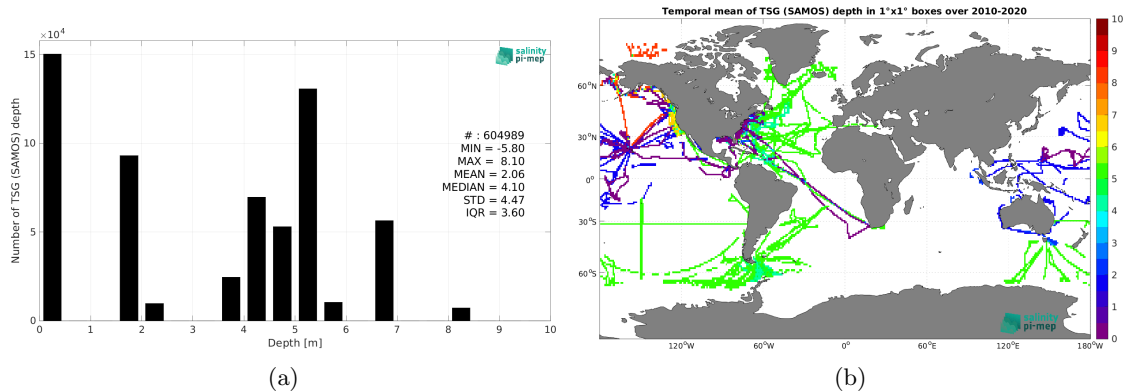 ×10⁴
15
10
5
0
Number of TSG (SAMOS) depth
salinity
pi-mep
# : 604989
MIN = -5.80
MAX = 8.10
MEAN = 2.06
MEDIAN = 4.10
STD = 4.47
IQR = 3.60
0 1 2 3 4 5 6 7 8 9 10
Depth [m]
(a)
Temporal mean of TSG (SAMOS) depth in 1°x1° boxes over 2010-2020
60°N
30°N
0°
30°S
60°S
120°W 60°W 0° 60°E 120°E 180°W
salinity
pi-mep
10
9
8
7
6
5
4
3
2
1
0
(b)